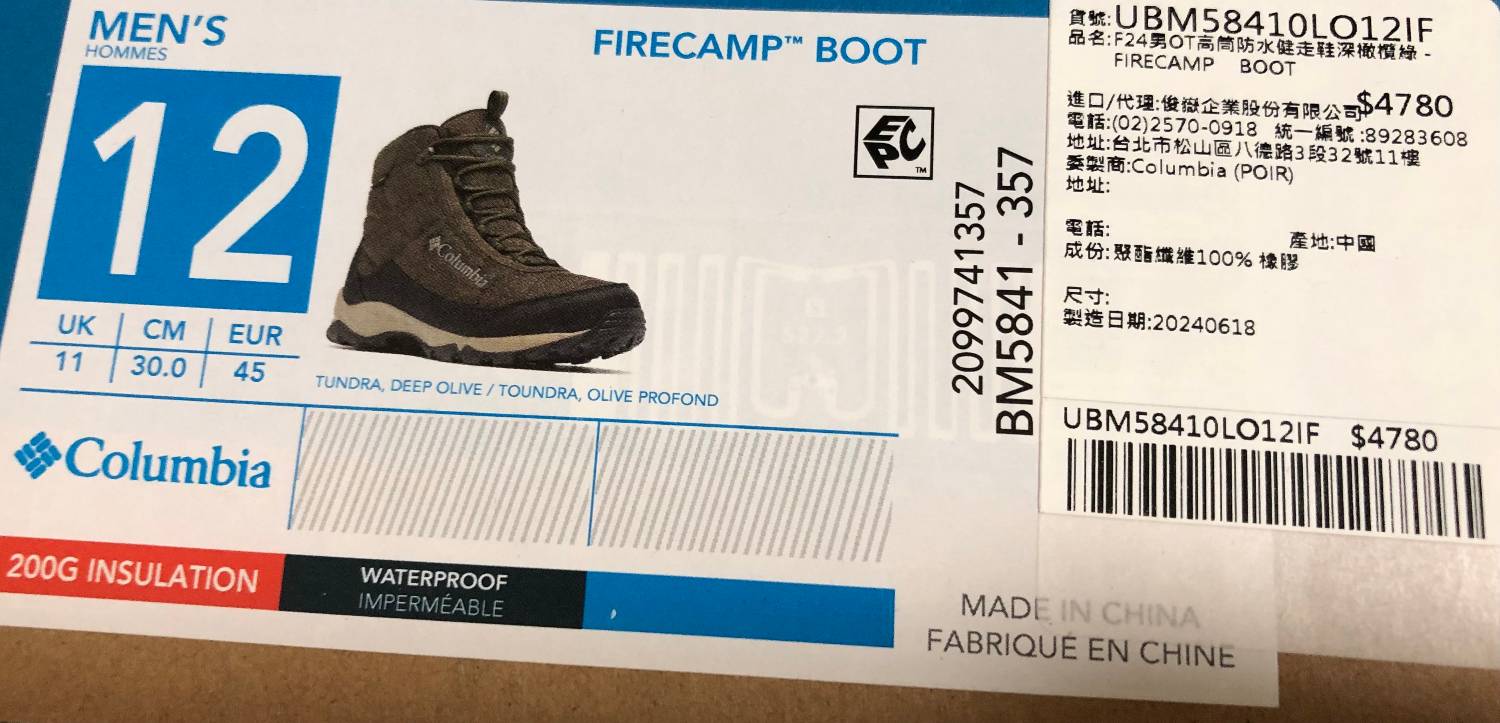 MEN'S
HOMMES
12
UK CM EUR
11 30.0 45
FIRECAMP™ BOOT
EPC
TM
Columbia
TUNDRA, DEEP OLIVE / TOUNDRA, OLIVE PROFOND
2099741357
BM5841 - 357
Columbia
200G INSULATION
WATERPROOF
IMPERMÉABLE
MADE IN CHINA
FABRIQUÉ EN CHINE
貨號:UBM58410LO12IF
品名:F24男OT高筒防水健走鞋深橄欖綠 -
FIRECAMP BOOT
進口/代理:俊嶽企業股份有限公司$4780
電話:(02)2570-0918 統一編號:89283608
地址:台北市松山區八德路3段32號11樓
委製商:Columbia (POIR)
地址:
電話:
產地:中國
成份:聚酯纖維100% 橡膠
尺寸:
製造日期:20240618
UBM58410LO12IF $4780